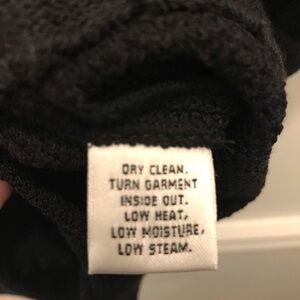 DRY CLEAN.
TURN GARMENT
INSIDE OUT.
LOW HEAT,
LOW MOISTURE,
LOW STEAM.